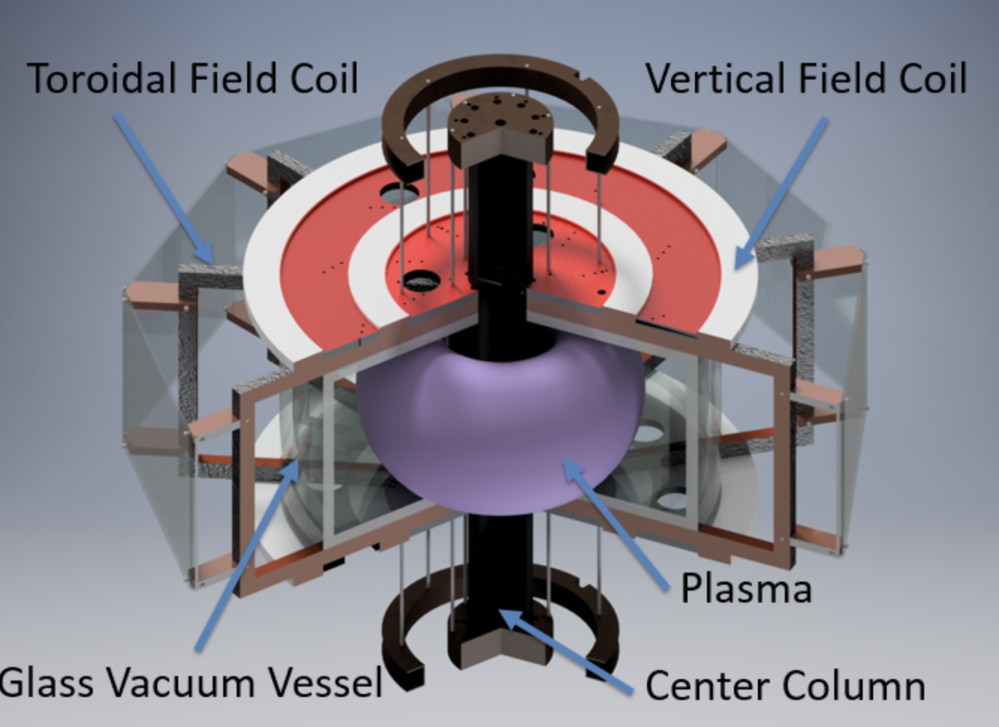 Toroidal Field Coil
Vertical Field Coil
Plasma
Glass Vacuum Vessel
Center Column